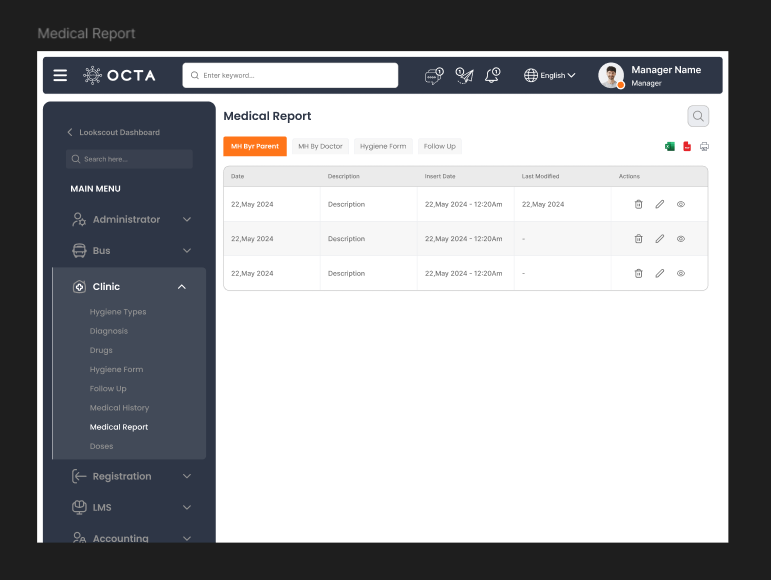 Medical Report
OCTA
Enter keyword...
1
1
1
English
Manager Name
Manager
Lookscout Dashboard
Search here...
MAIN MENU
Administrator
Bus
Clinic
Hygiene Types
Diagnosis
Drugs
Hygiene Form
Follow Up
Medical History
Medical Report
Doses
Registration
LMS
Accounting
Medical Report
MH Byr Parent
MH By Doctor
Hygiene Form
Follow Up
Date Description Insert Date Last Modified Actions
22,May 2024 Description 22,May 2024 - 12:20Am 22,May 2024
22,May 2024 Description 22,May 2024 - 12:20Am -
22,May 2024 Description 22,May 2024 - 12:20Am -